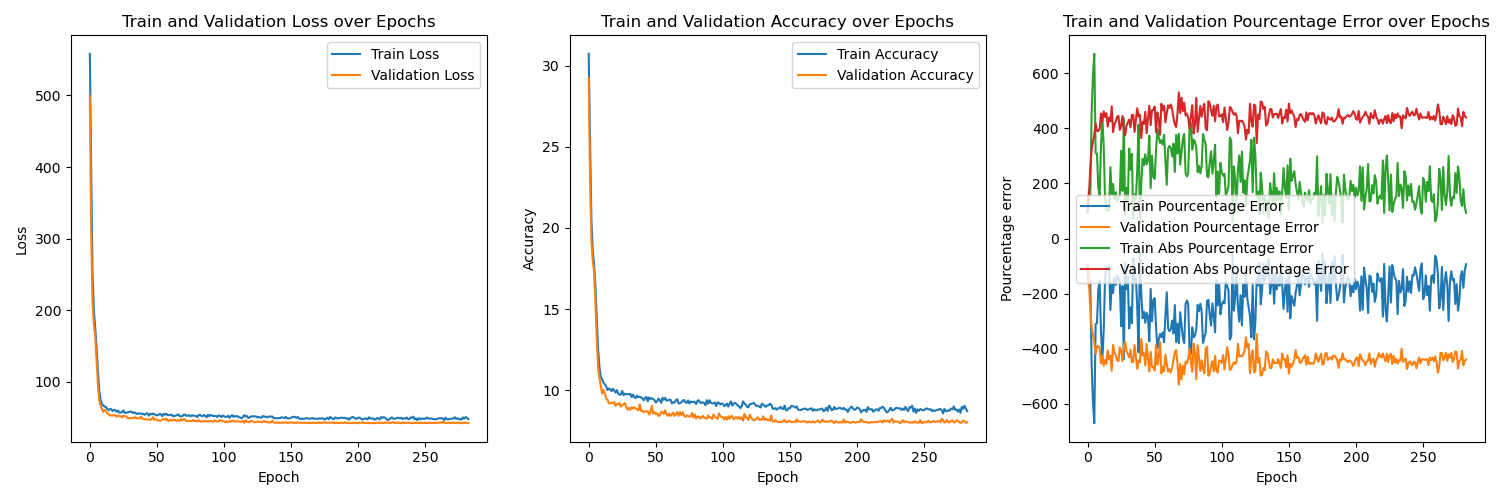 Train and Validation Loss over Epochs
Loss
500
400
300
200
100
0
50
100
150
200
250
Epoch
Train Loss
Validation Loss
Train and Validation Accuracy over Epochs
Accuracy
30
25
20
15
10
0
50
100
150
200
250
Epoch
Train Accuracy
Validation Accuracy
Train and Validation Pourcentage Error over Epochs
Pourcentage error
600
400
200
0
−200
−400
−600
0
50
100
150
200
250
Epoch
Train Pourcentage Error
Validation Pourcentage Error
Train Abs Pourcentage Error
Validation Abs Pourcentage Error